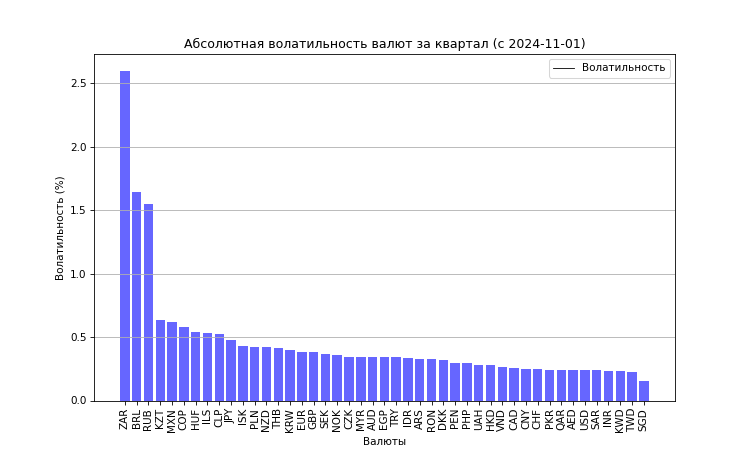 Абсолютная волатильность валют за квартал (с 2024-11-01)
Волатильность
Волатильность (%)
2.5
2.0
1.5
1.0
0.5
0.0
ZAR BRL RUB KZT MXN COP HUF ILS CLP JPY ISK PLN NZD THB KRW EUR GBP SEK NOK CZK MYR AUD EGP TRY IDR ARS RON DKK PEN PHP UAH HKD VND CAD CNY CHF PKR QAR AED USD SAR INR KWD TWD SGD
Валюты